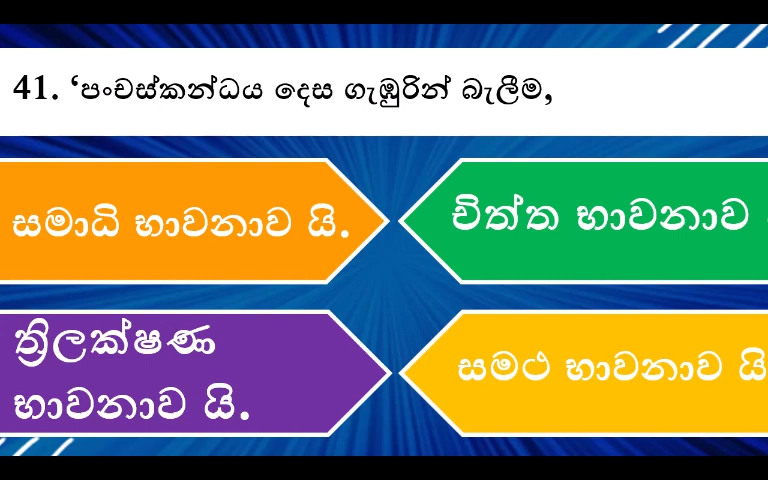 41. ‘පංචස්කන්ධය දෙස ගැඹුරින් බැලීම,
සමාධි භාවනාව යි.
චිත්ත භාවනාව
ත්‍රිලක්ෂණ
භාවනාව යි.
සමථ භාවනාව යි